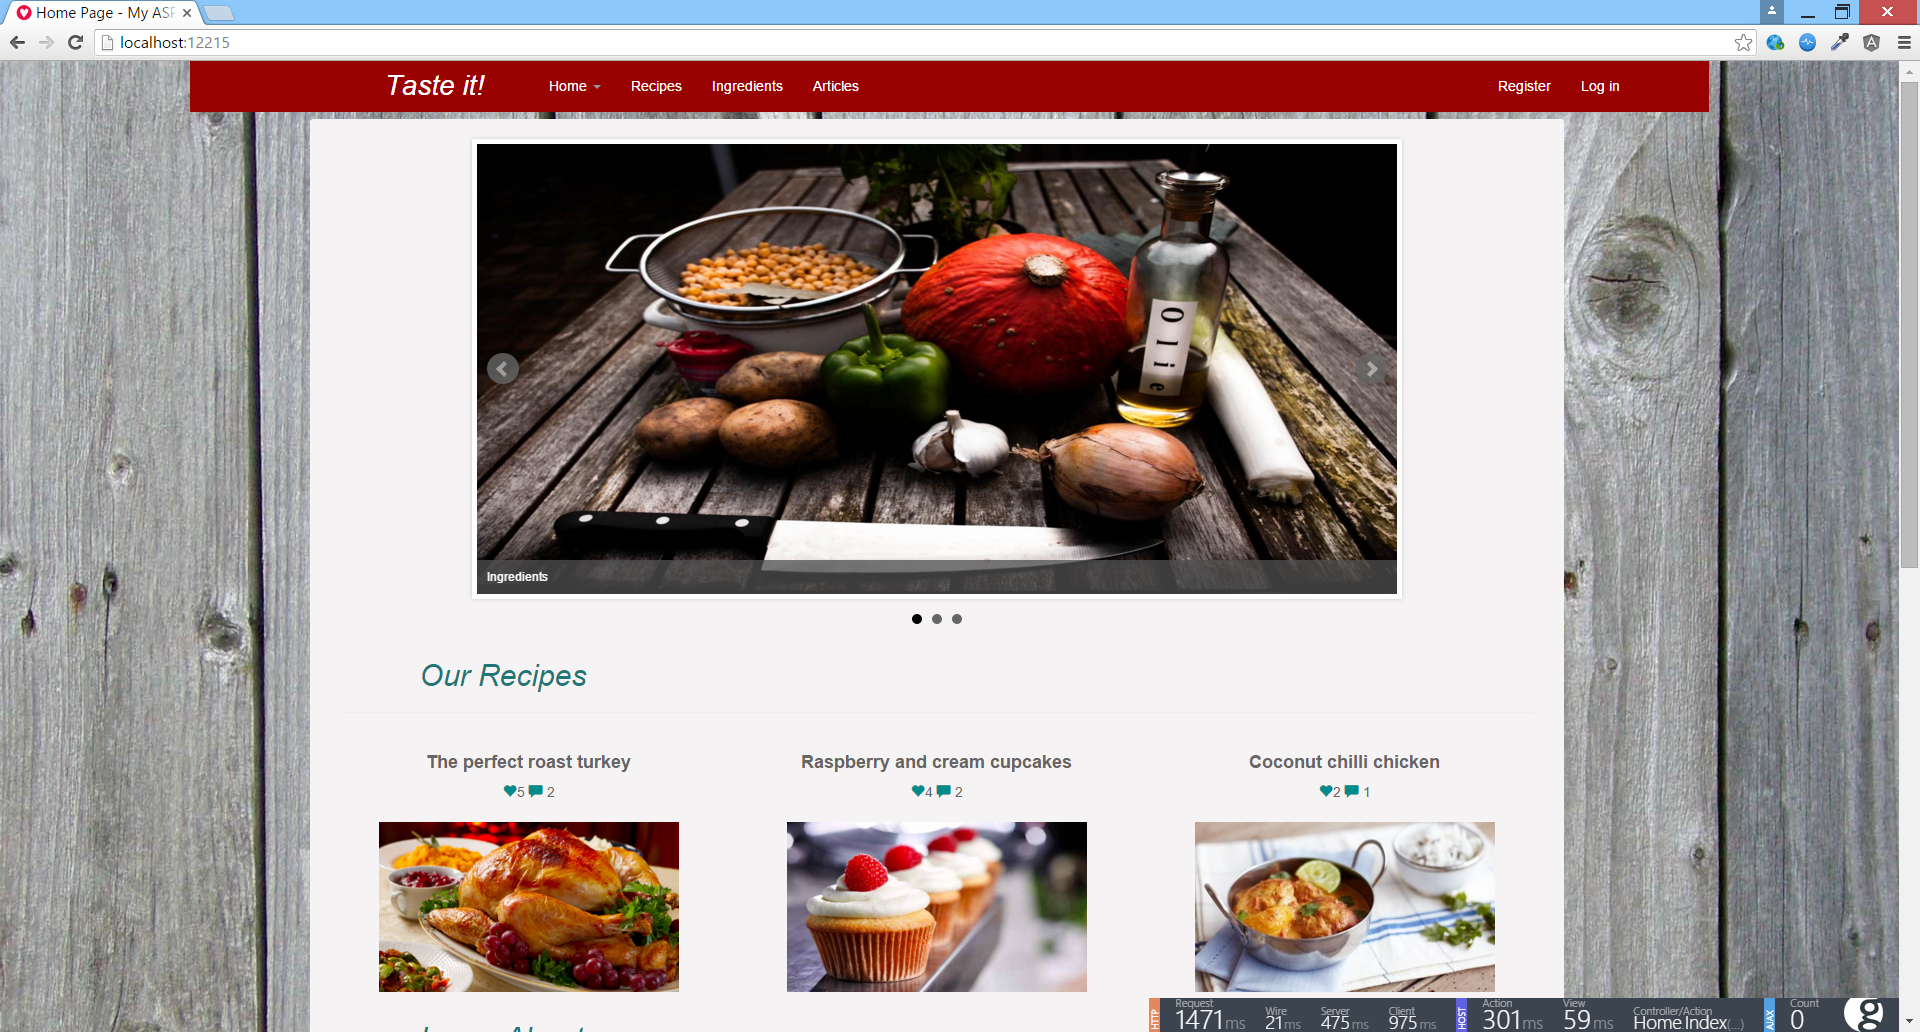 Home Page - My ASP
localhost:12215
Taste it!
Home
Recipes
Ingredients
Articles
Register
Log in
Olie
Ingredients
Our Recipes
The perfect roast turkey
Raspberry and cream cupcakes
Coconut chilli chicken
5 2
4 2
2 1
HTTP
Request
1471 ms
Wire
21 ms
Server
475 ms
Client
975 ms
HOST
Action
301 ms
View
59 ms
Controller/Action
Home.Index(...)
AJAX
Count
0
g